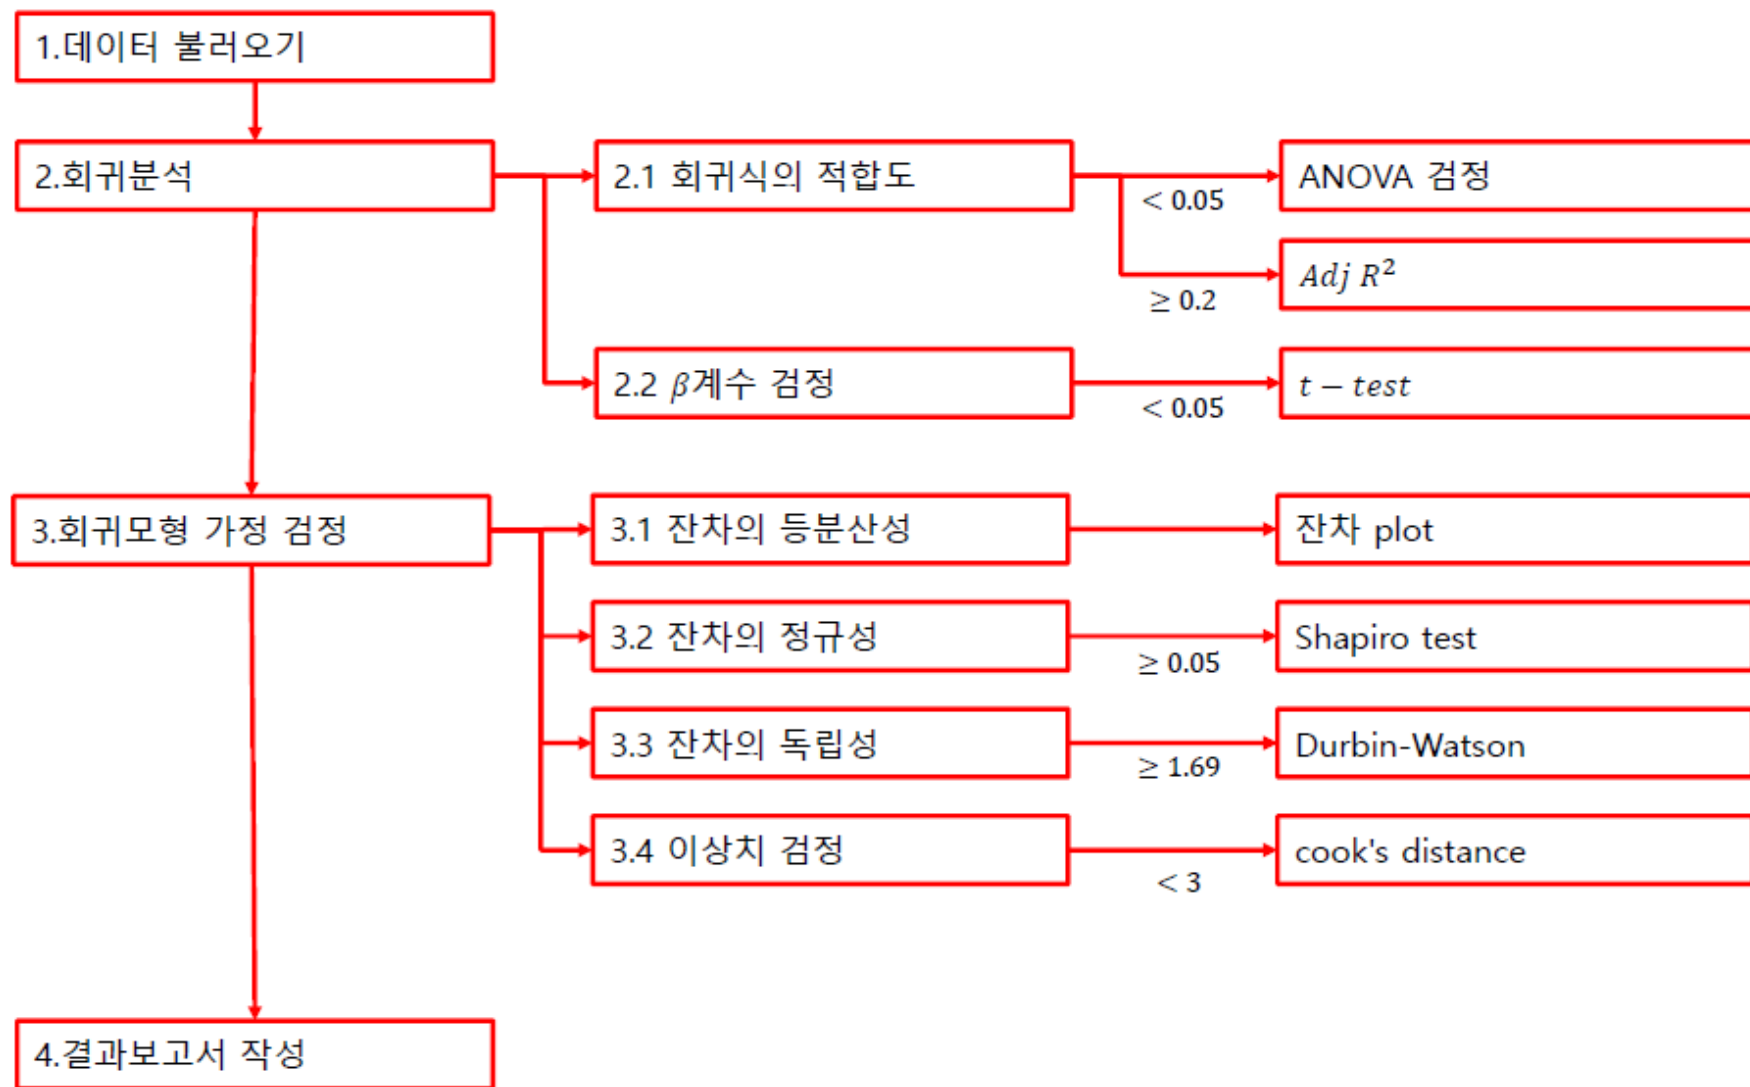 1.데이터 불러오기
2.회귀분석
2.1 회귀식의 적합도
< 0.05
ANOVA 검정
≥ 0.2
Adj R²
2.2 β계수 검정
< 0.05
t − test
3.회귀모형 가정 검정
3.1 잔차의 등분산성
잔차 plot
3.2 잔차의 정규성
≥ 0.05
Shapiro test
3.3 잔차의 독립성
≥ 1.69
Durbin-Watson
3.4 이상치 검정
< 3
cook's distance
4.결과보고서 작성